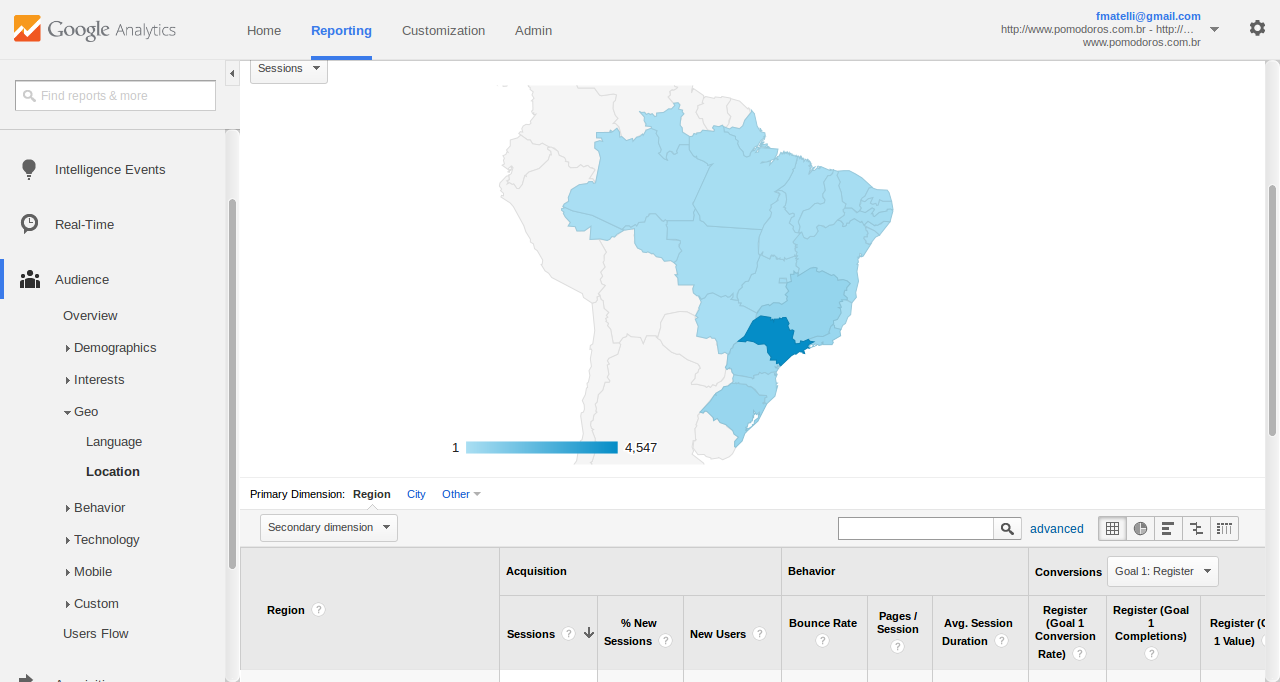 Google Analytics
Home
Reporting
Customization
Admin
fmatelli@gmail.com
http://www.pomodoros.com.br - http://…
www.pomodoros.com.br
Find reports & more
Intelligence Events
Real-Time
Audience
Overview
Demographics
Interests
Geo
Language
Location
Behavior
Technology
Mobile
Custom
Users Flow
Sessions
1
4,547
Primary Dimension: Region City Other
Secondary dimension
advanced
Region ?
Acquisition
Behavior
Conversions
Goal 1: Register
Sessions ?
% New
Sessions ?
New Users ?
Bounce Rate
?
Pages /
Session
?
Avg. Session
Duration ?
Register
(Goal 1
Conversion
Rate) ?
Register (Goal
1
Completions)
?
Register (
1 Value)